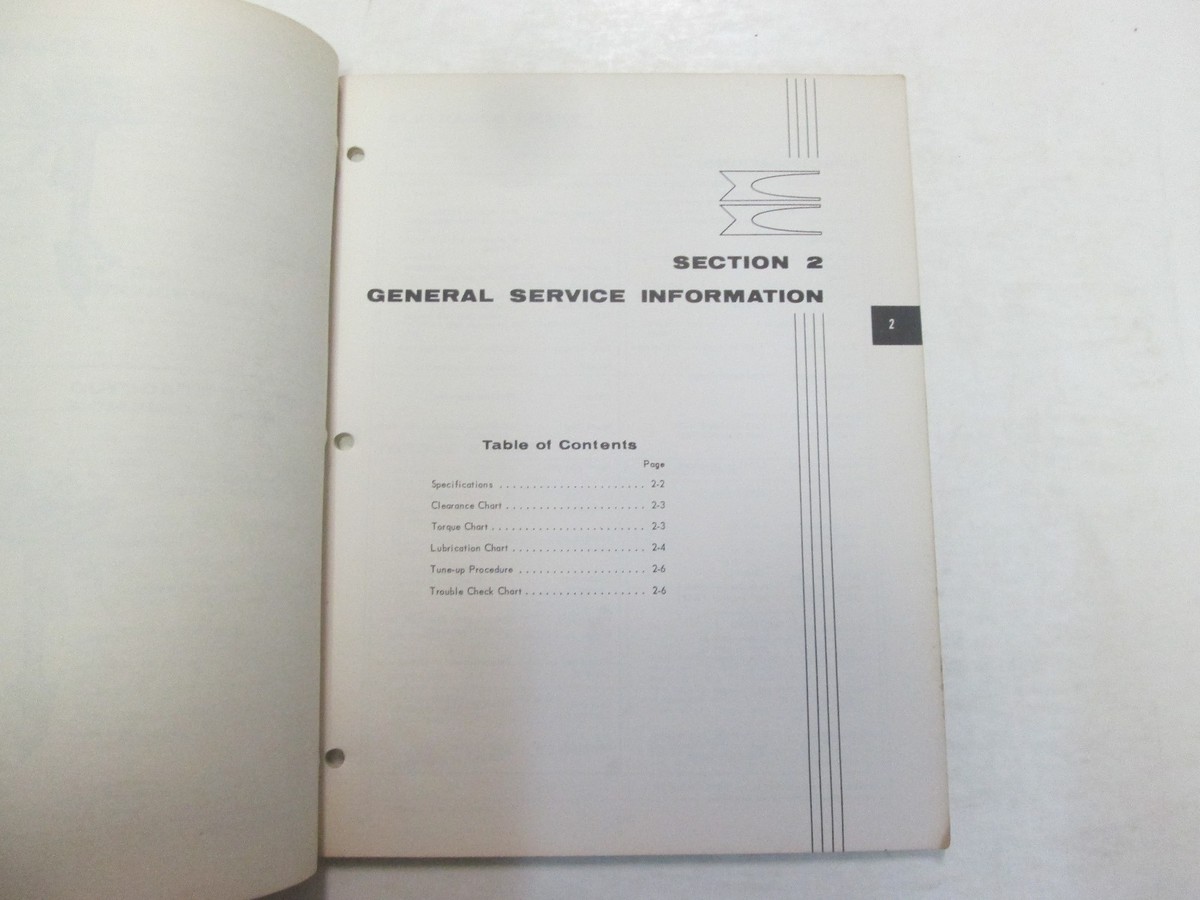 SECTION 2
GENERAL SERVICE INFORMATION
2
Table of Contents
Page
Specifications . . . . . . . . . . . . . . . . . . . . . . 2-2
Clearance Chart . . . . . . . . . . . . . . . . . . . . . 2-3
Torque Chart . . . . . . . . . . . . . . . . . . . . . . . 2-3
Lubrication Chart . . . . . . . . . . . . . . . . . . . . 2-4
Tune-up Procedure . . . . . . . . . . . . . . . . . . . 2-6
Trouble Check Chart . . . . . . . . . . . . . . . . . . 2-6